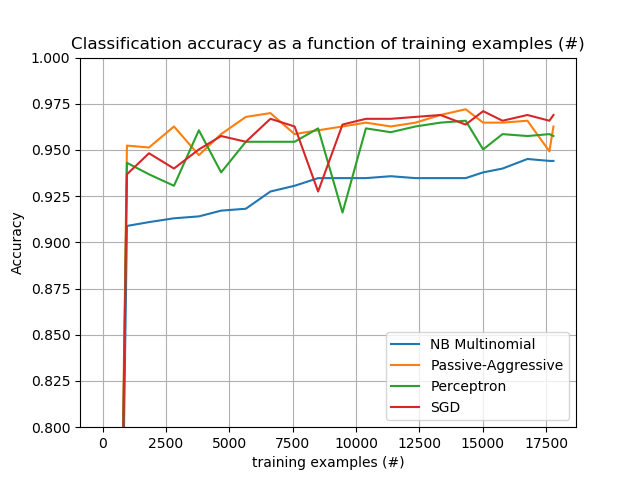 Classification accuracy as a function of training examples (#)
1.000
0.975
0.950
0.925
0.900
0.875
0.850
0.825
0.800
Accuracy
NB Multinomial
Passive-Aggressive
Perceptron
SGD
0 2500 5000 7500 10000 12500 15000 17500
training examples (#)